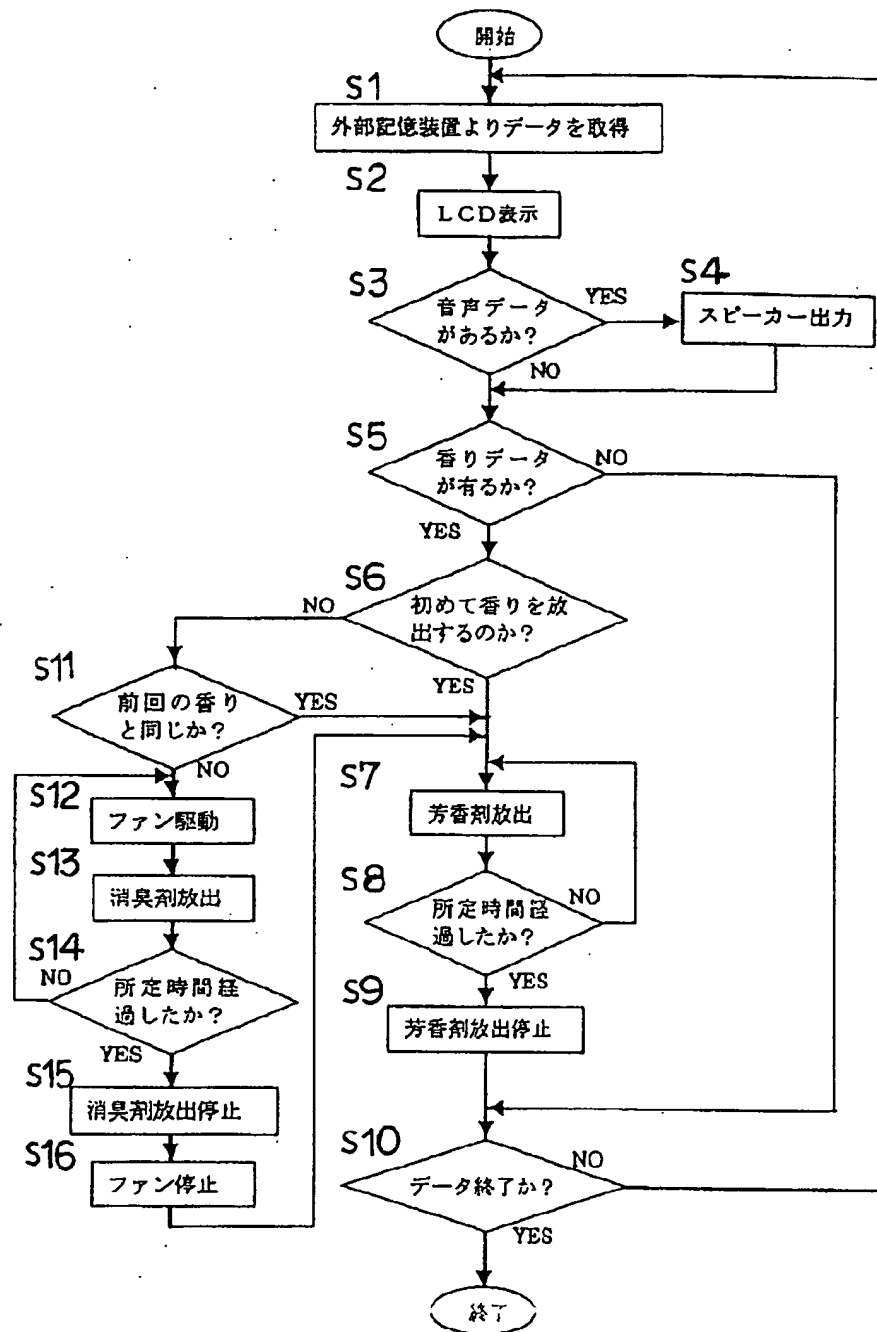 開始
S1
外部記憶装置よりデータを取得
S2
LCD表示
S3
音声データ
があるか?
YES
S4
スピーカー出力
NO
S5
香りデータ
が有るか?
NO
YES
S6
初めて香りを放
出するのか?
NO
YES
S11
前回の香り
と同じか?
YES
NO
S12
ファン駆動
S13
消臭剤放出
S14
所定時間経
過したか?
NO
YES
S15
消臭剤放出停止
S16
ファン停止
S7
芳香剤放出
S8
所定時間経
過したか?
NO
YES
S9
芳香剤放出停止
S10
データ終了か?
NO
YES
終了